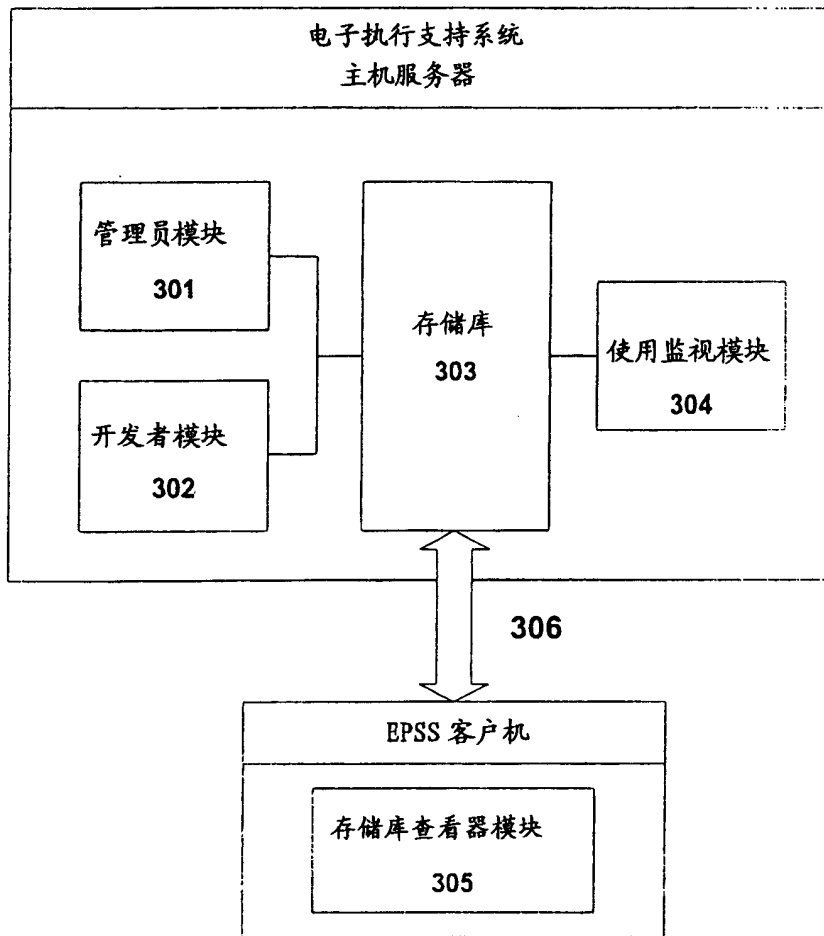 电子执行支持系统
主机服务器
管理员模块
301
开发者模块
302
存储库
303
使用监视模块
304
306
EPSS 客户机
存储库查看器模块
305